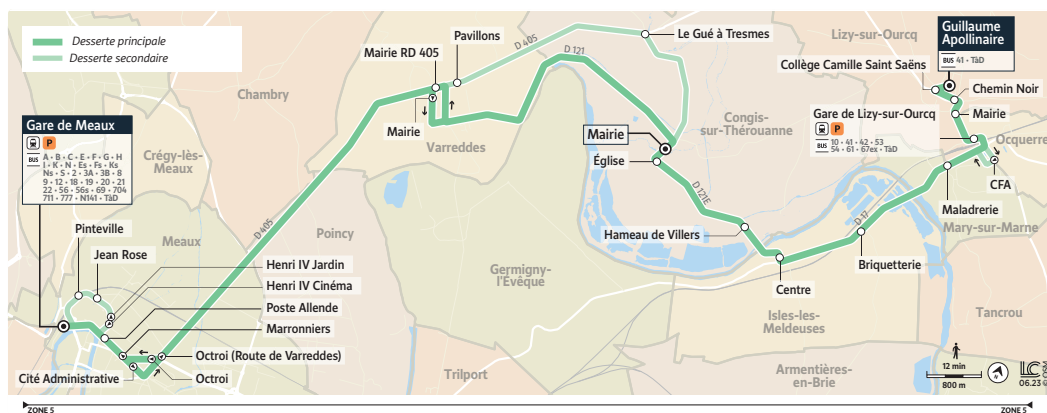 Desserte principale
Desserte secondaire
Gare de Meaux
P
BUS
A • B • C • E • F • G • H
I • K • N • Es • Fs • Ks
Ns • S • 2 • 3A • 3B • 8
9 • 12 • 18 • 19 • 20 • 21
22 • 56 • 56s • 69 • 704
711 • 777 • N141 • TàD
Chambry
Crégy-lès-
Meaux
Meaux
Pinteville
Jean Rose
Henri IV Jardin
Henri IV Cinéma
Poste Allende
Marronniers
Octroi (Route de Varreddes)
Octroi
Cité Administrative
D 405
Poincy
Trilport
Mairie RD 405
Pavillons
Mairie
Varreddes
D 405
D 121
Le Gué à Tresmes
Germigny-
l'Évêque
Congis-
sur-Thérouanne
Mairie
Église
D 121E
Hameau de Villers
Centre
Isles-les-
Meldeuses
Armentières-
en-Brie
D 17
Briquetterie
Maladrerie
Mary-sur-Marne
Tancrou
CFA
Ocquerre
Gare de Lizy-sur-Ourcq
P
BUS
10 • 41 • 42 • 53
54 • 61 • 67ex • TàD
Mairie
Chemin Noir
Collège Camille Saint Saëns
Lizy-sur-Ourcq
Guillaume
Apollinaire
BUS 41 • TàD
12 min
800 m
N
LC
06.23
ZONE 5
ZONE 5